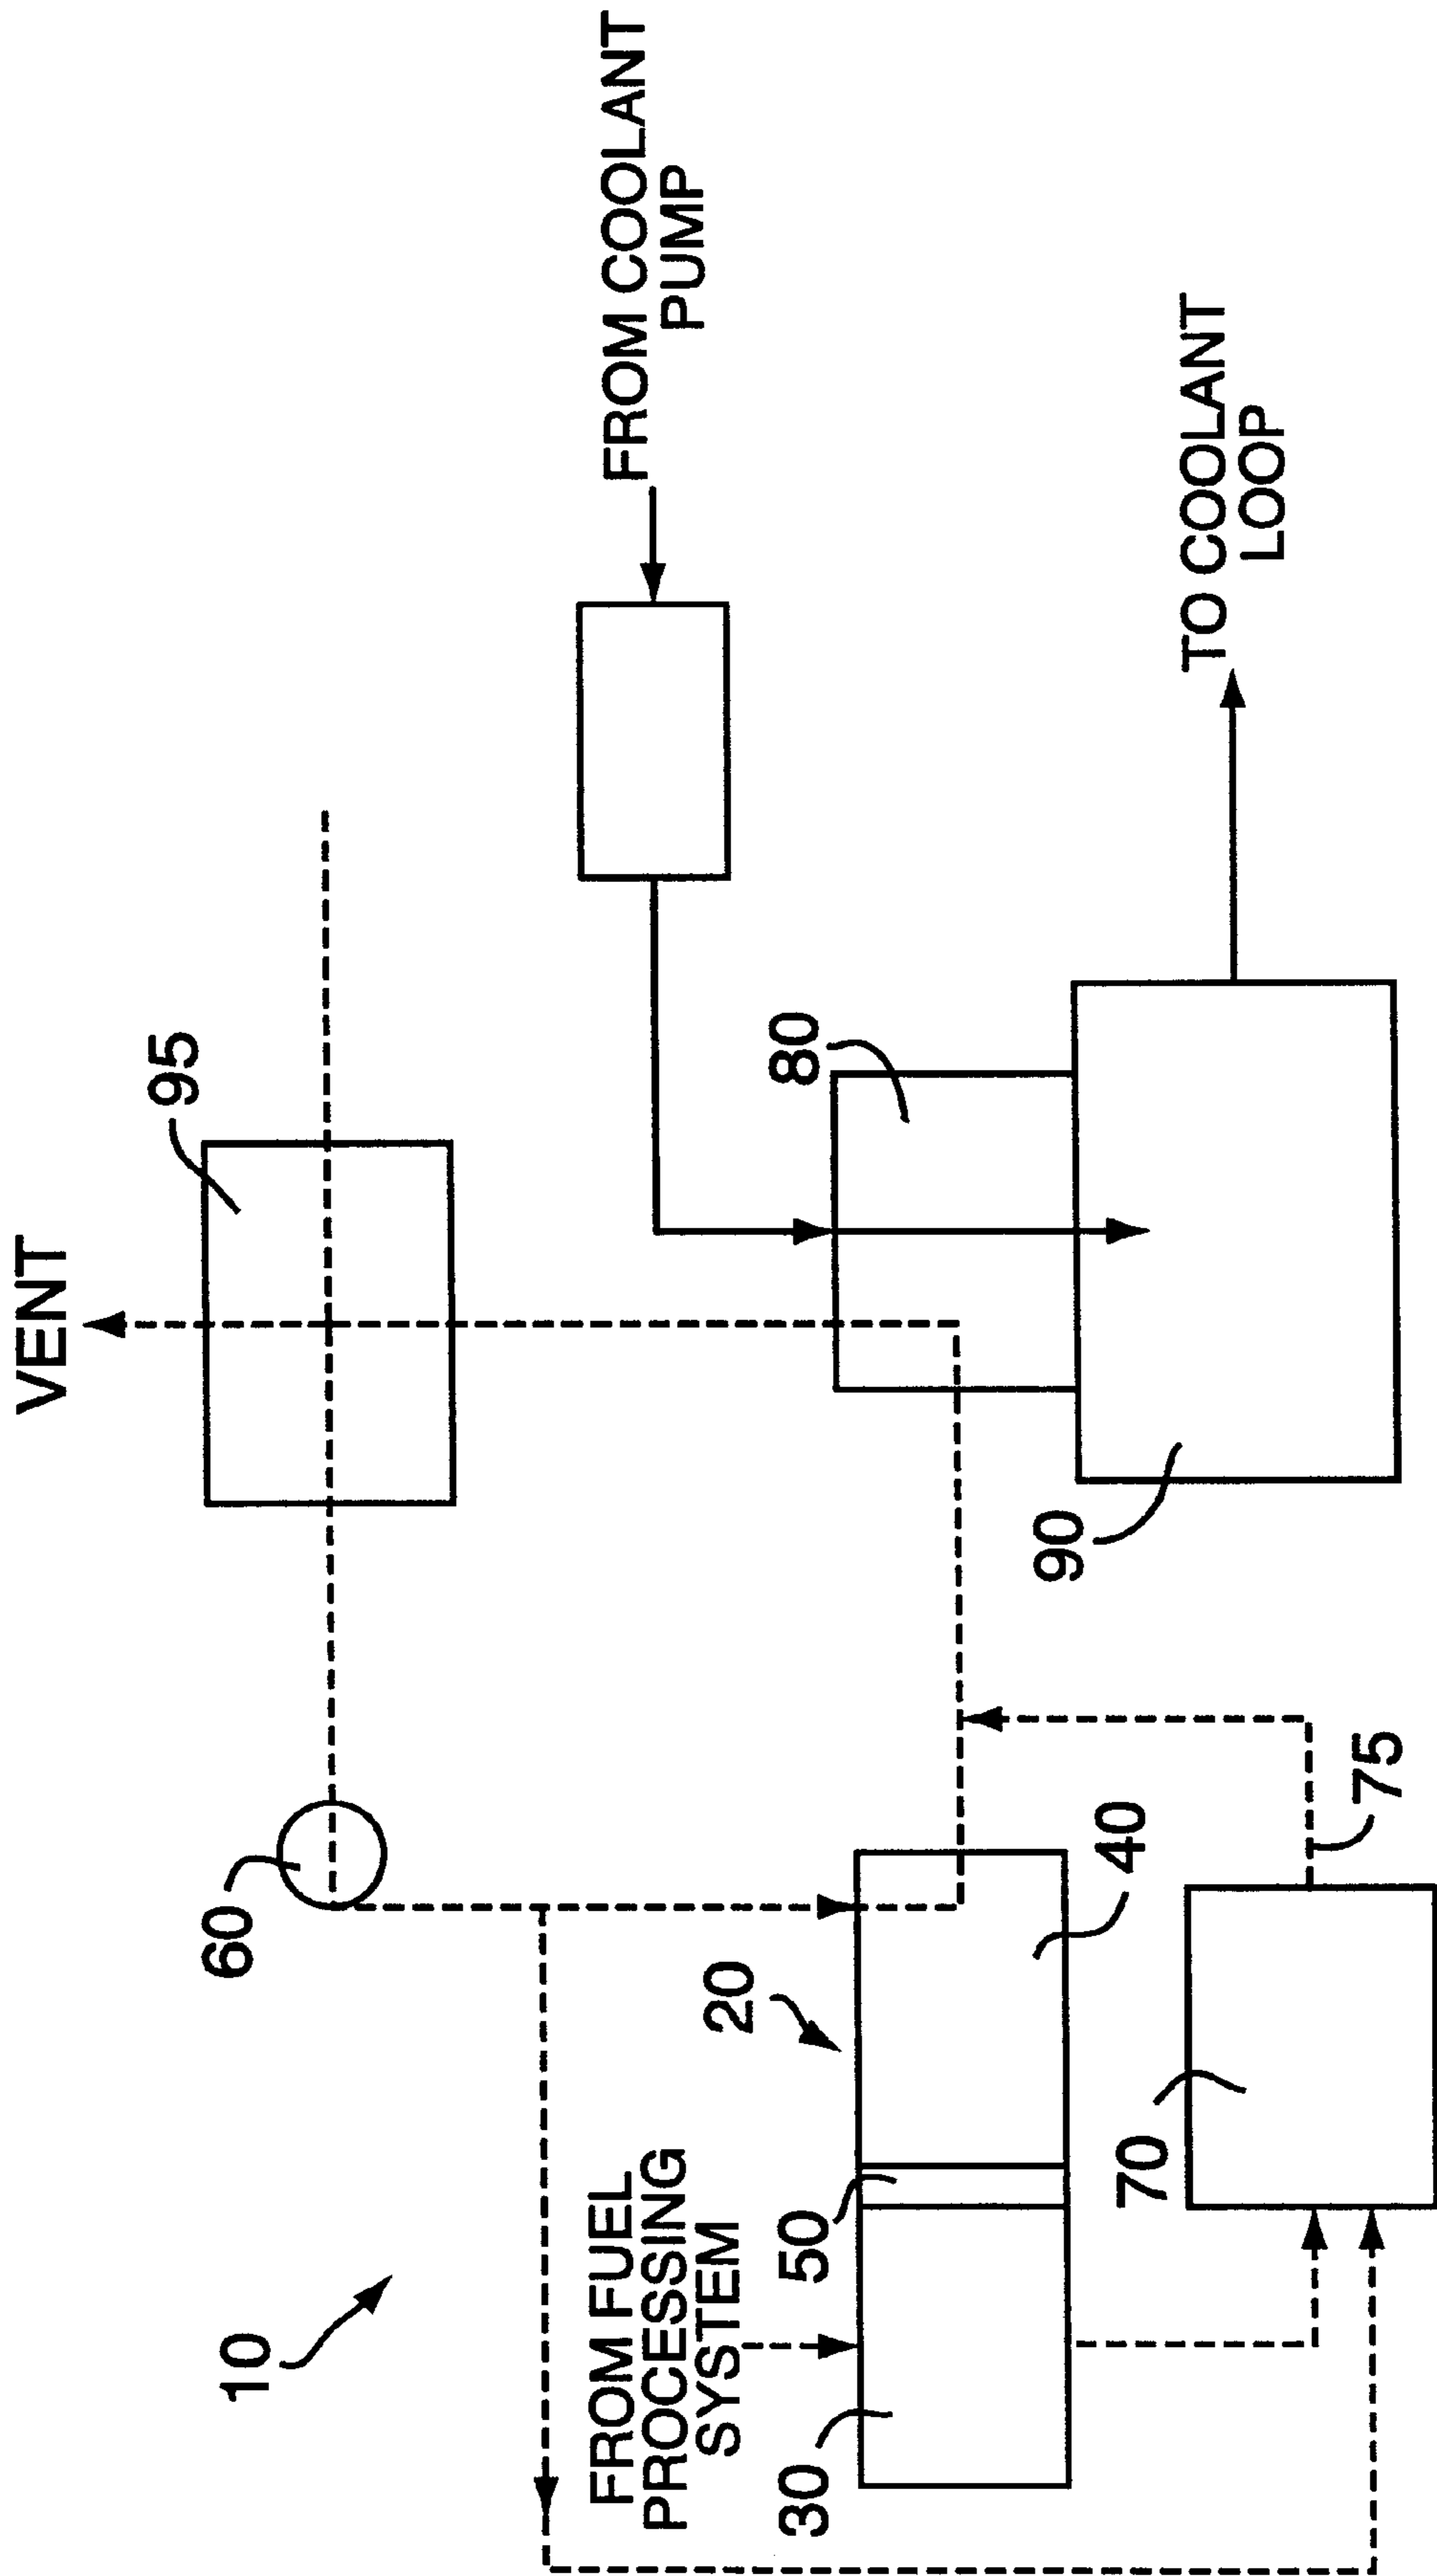 VENT
95
60
10
FROM COOLANT
PUMP
20
FROM FUEL
PROCESSING
SYSTEM
80
50
30
40
90
70
75
TO COOLANT
LOOP